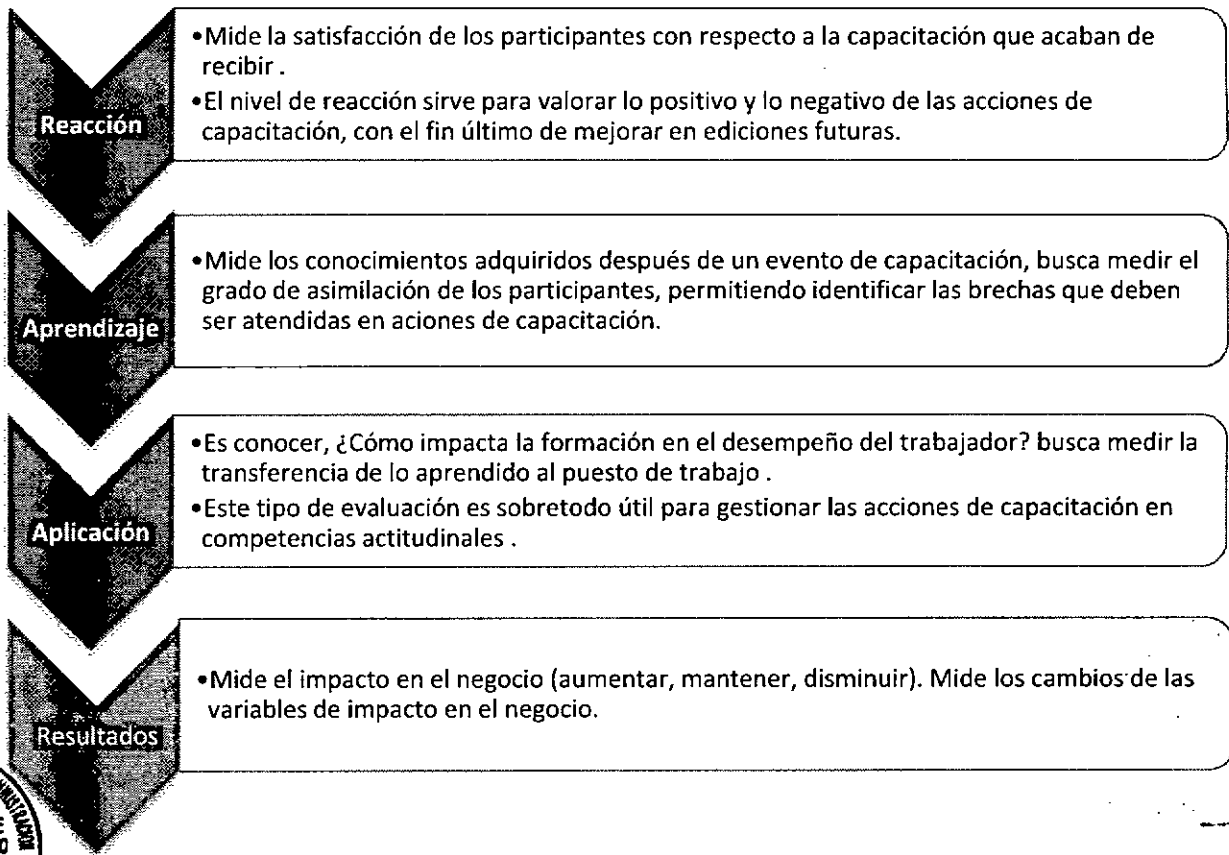 Reacción
•Mide la satisfacción de los participantes con respecto a la capacitación que acaban de
recibir .
•El nivel de reacción sirve para valorar lo positivo y lo negativo de las acciones de
capacitación, con el fin último de mejorar en ediciones futuras.
Aprendizaje
•Mide los conocimientos adquiridos después de un evento de capacitación, busca medir el
grado de asimilación de los participantes, permitiendo identificar las brechas que deben
ser atendidas en aciones de capacitación.
Aplicación
•Es conocer, ¿Cómo impacta la formación en el desempeño del trabajador? busca medir la
transferencia de lo aprendido al puesto de trabajo .
•Este tipo de evaluación es sobretodo útil para gestionar las acciones de capacitación en
competencias actitudinales .
Resultados
•Mide el impacto en el negocio (aumentar, mantener, disminuir). Mide los cambios de las
variables de impacto en el negocio.